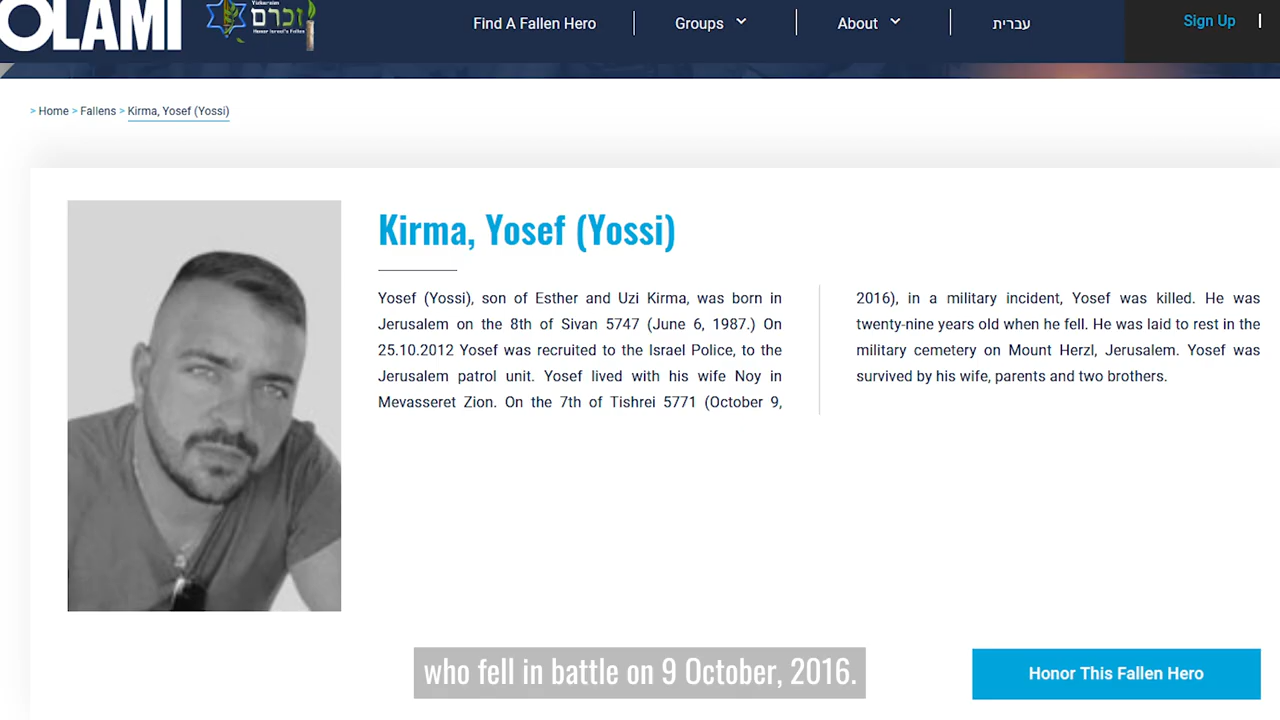 OLAMI
Yizkereim
זכרם
Honor Israel's Fallen
Find A Fallen Hero
Groups
About
עברית
Sign Up
> Home > Fallens > Kirma, Yosef (Yossi)
Kirma, Yosef (Yossi)
Yosef (Yossi), son of Esther and Uzi Kirma, was born in
Jerusalem on the 8th of Sivan 5747 (June 6, 1987.) On
25.10.2012 Yosef was recruited to the Israel Police, to the
Jerusalem patrol unit. Yosef lived with his wife Noy in
Mevasseret Zion. On the 7th of Tishrei 5771 (October 9,
2016), in a military incident, Yosef was killed. He was
twenty-nine years old when he fell. He was laid to rest in the
military cemetery on Mount Herzl, Jerusalem. Yosef was
survived by his wife, parents and two brothers.
who fell in battle on 9 October, 2016.
Honor This Fallen Hero